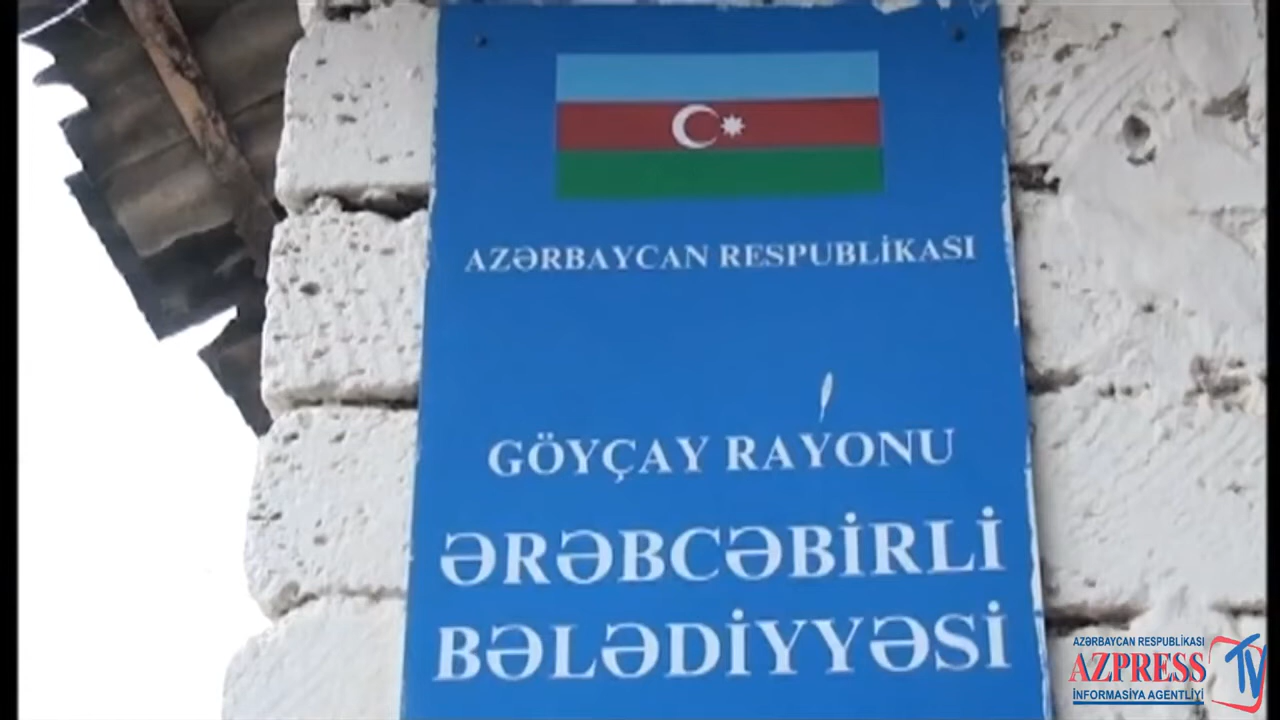 AZƏRBAYCAN RESPUBLİKASI
GÖYÇAY RAYONU
ƏRƏBCƏBİRLİ
BƏLƏDİYYƏSİ
AZƏRBAYCAN RESPUBLİKASI
AZPRESS TV
İNFORMASİYA AGENTLİYİ